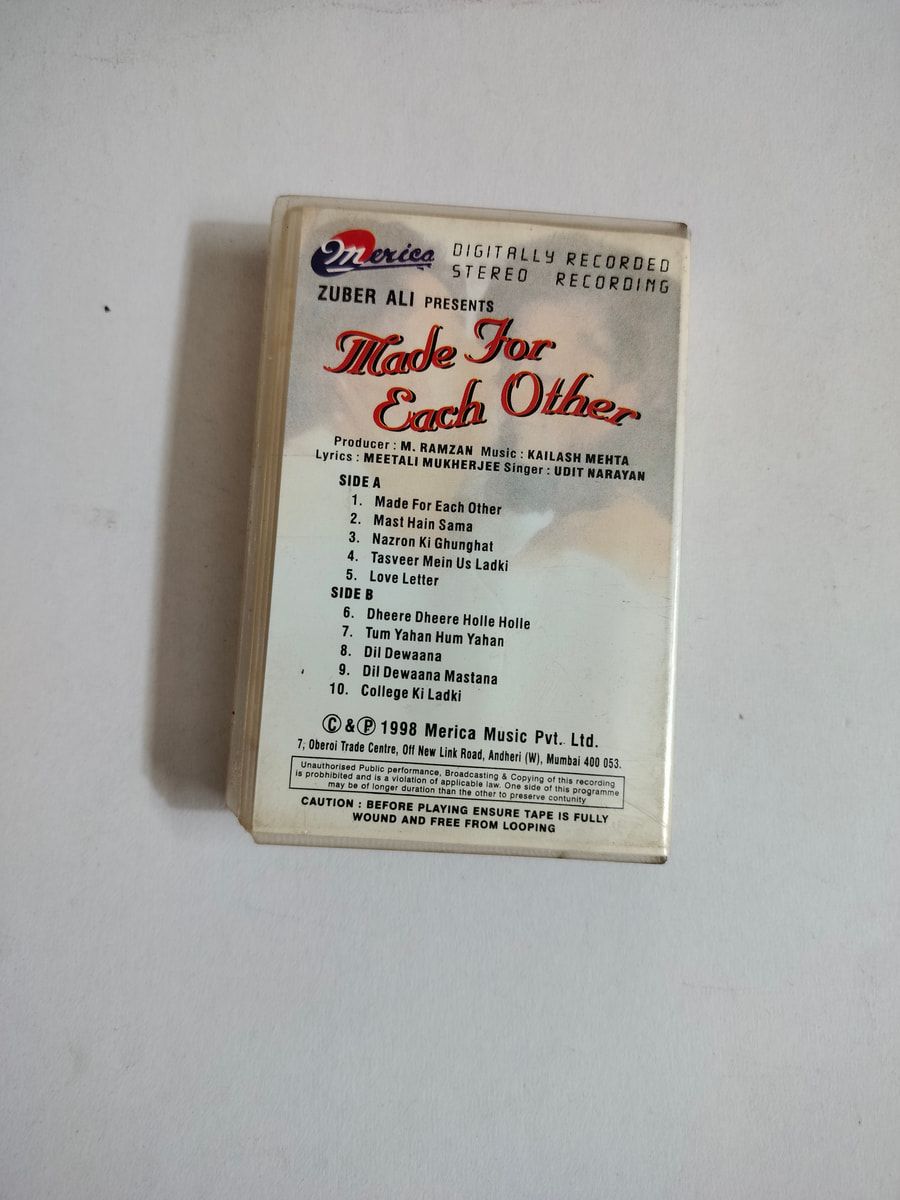 Merica
DIGITALLY RECORDED
STEREO RECORDING
ZUBER ALI PRESENTS
Made For
Each Other
Producer : M. RAMZAN Music : KAILASH MEHTA
Lyrics : MEETALI MUKHERJEE Singer : UDIT NARAYAN
SIDE A
1. Made For Each Other
2. Mast Hain Sama
3. Nazron Ki Ghunghat
4. Tasveer Mein Us Ladki
5. Love Letter
SIDE B
6. Dheere Dheere Holle Holle
7. Tum Yahan Hum Yahan
8. Dil Dewaana
9. Dil Dewaana Mastana
10. College Ki Ladki
© & ℗ 1998 Merica Music Pvt. Ltd.
7, Oberoi Trade Centre, Off New Link Road, Andheri (W), Mumbai 400 053.
Unauthorised Public performance, Broadcasting & Copying of this recording
is probhibited and is a violation of applicable law. One side of this programme
may be of longer duration than the other to preserve contunity
CAUTION : BEFORE PLAYING ENSURE TAPE IS FULLY
WOUND AND FREE FROM LOOPING